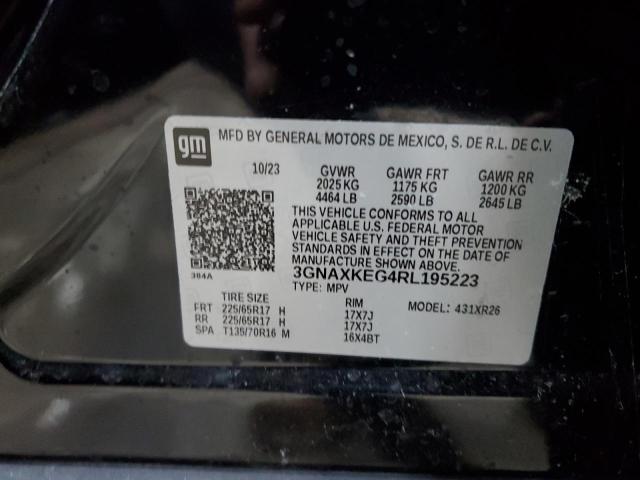 gm
MFD BY GENERAL MOTORS DE MEXICO, S. DE R.L. DE C.V.
10/23 GVWR GAWR FRT GAWR RR
2025 KG 1175 KG 1200 KG
4464 LB 2590 LB 2645 LB
THIS VEHICLE CONFORMS TO ALL
APPLICABLE U.S. FEDERAL MOTOR
VEHICLE SAFETY AND THEFT PREVENTION
STANDARDS IN EFFECT ON THE DATE OF
MANUFACTURE SHOWN ABOVE.
384A
3GNAXKEG4RL195223
TYPE: MPV
TIRE SIZE RIM MODEL: 431XR26
FRT 225/65R17 H 17X7J
RR 225/65R17 H 17X7J
SPA T135/70R16 M 16X4BT